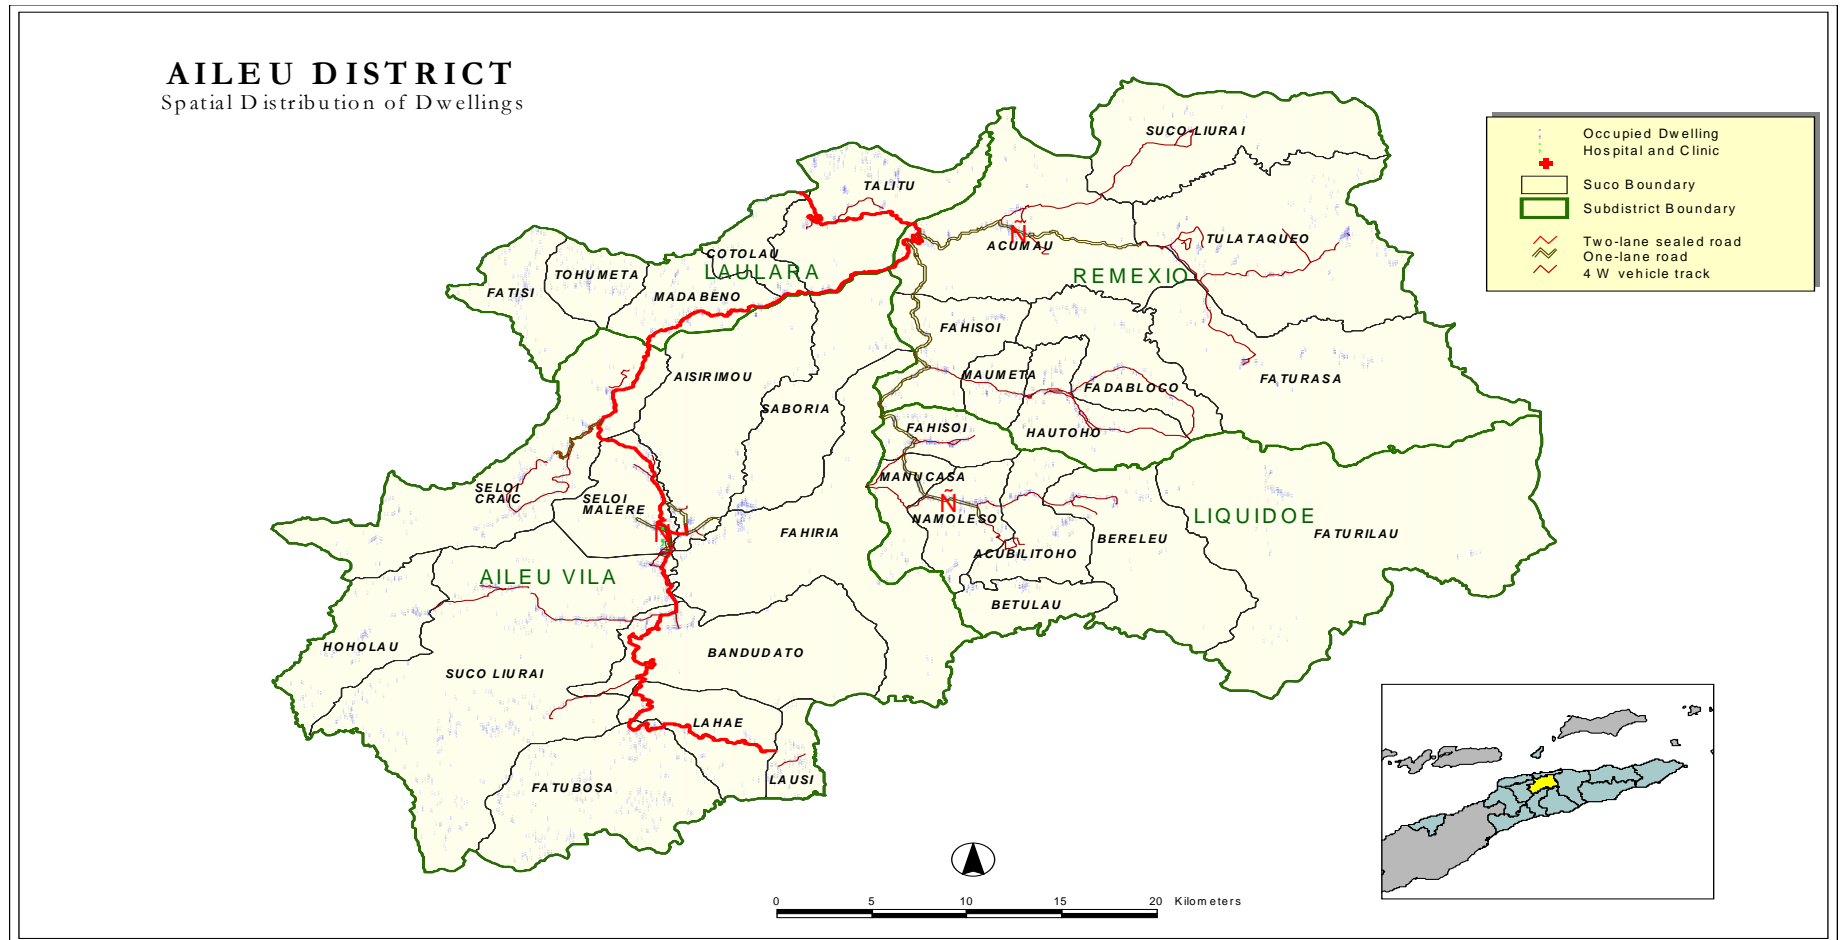 AILEU DISTRICT
Spatial Distribution of Dwellings
Occupied Dwelling
Hospital and Clinic
Suco Boundary
Subdistrict Boundary
Two-lane sealed road
One-lane road
4 W vehicle track
SUCO LIURAI
TALITU
TULATAQUEO
Ñ
ACUMAU
COTOLAU
LAULARA
REMEXIO
TOHUMETA
FATISI
MADABENO
FAHISOI
AISIRIMOU
MAUMETA
FADABLOCO
FATURASA
SABORIA
FAHISOI
HAUTOHO
MANUCASA
SELOI
CRAIC
SELOI
MALERE
Ñ
NAMOLESO
LIQUIDOE
FATURILAU
Ñ
FAHIRIA
BERELEU
ACUBILITOHO
AILEU VILA
BETULAU
HOHOLAU
BANDUDATO
SUCO LIURAI
LAHAE
LAUSI
FATUBOSA
0 5 10 15 20 Kilometers